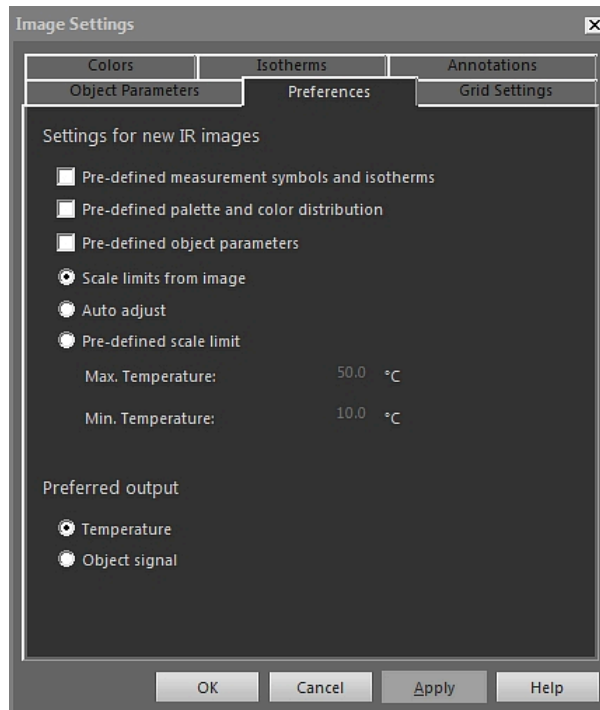 Image Settings
Colors Isotherms Annotations
Object Parameters Preferences Grid Settings
Settings for new IR images
Pre-defined measurement symbols and isotherms
Pre-defined palette and color distribution
Pre-defined object parameters
Scale limits from image
Auto adjust
Pre-defined scale limit
Max. Temperature: 50.0 °C
Min. Temperature: 10.0 °C
Preferred output
Temperature
Object signal
OK Cancel Apply Help